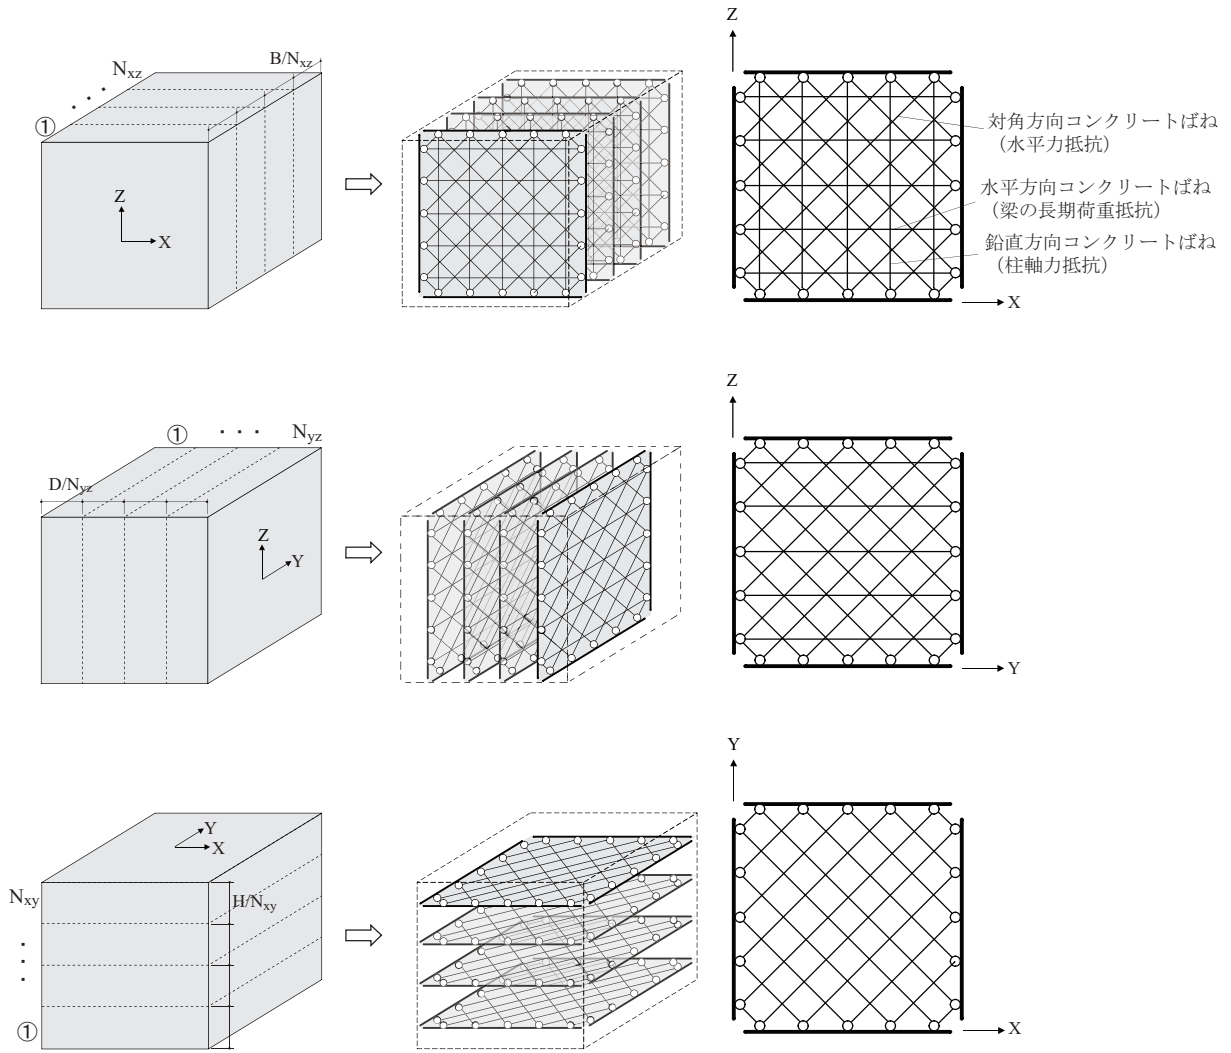 N_xz
B/N_xz
①
. . .
Z
X
Z
X
対角方向コンクリートばね
（水平力抵抗）
水平方向コンクリートばね
（梁の長期荷重抵抗）
鉛直方向コンクリートばね
（柱軸力抵抗）
①
. . .
N_yz
D/N_yz
Z
Y
Z
Y
Y
X
N_xy
H/N_xy
. . .
①
Y
X